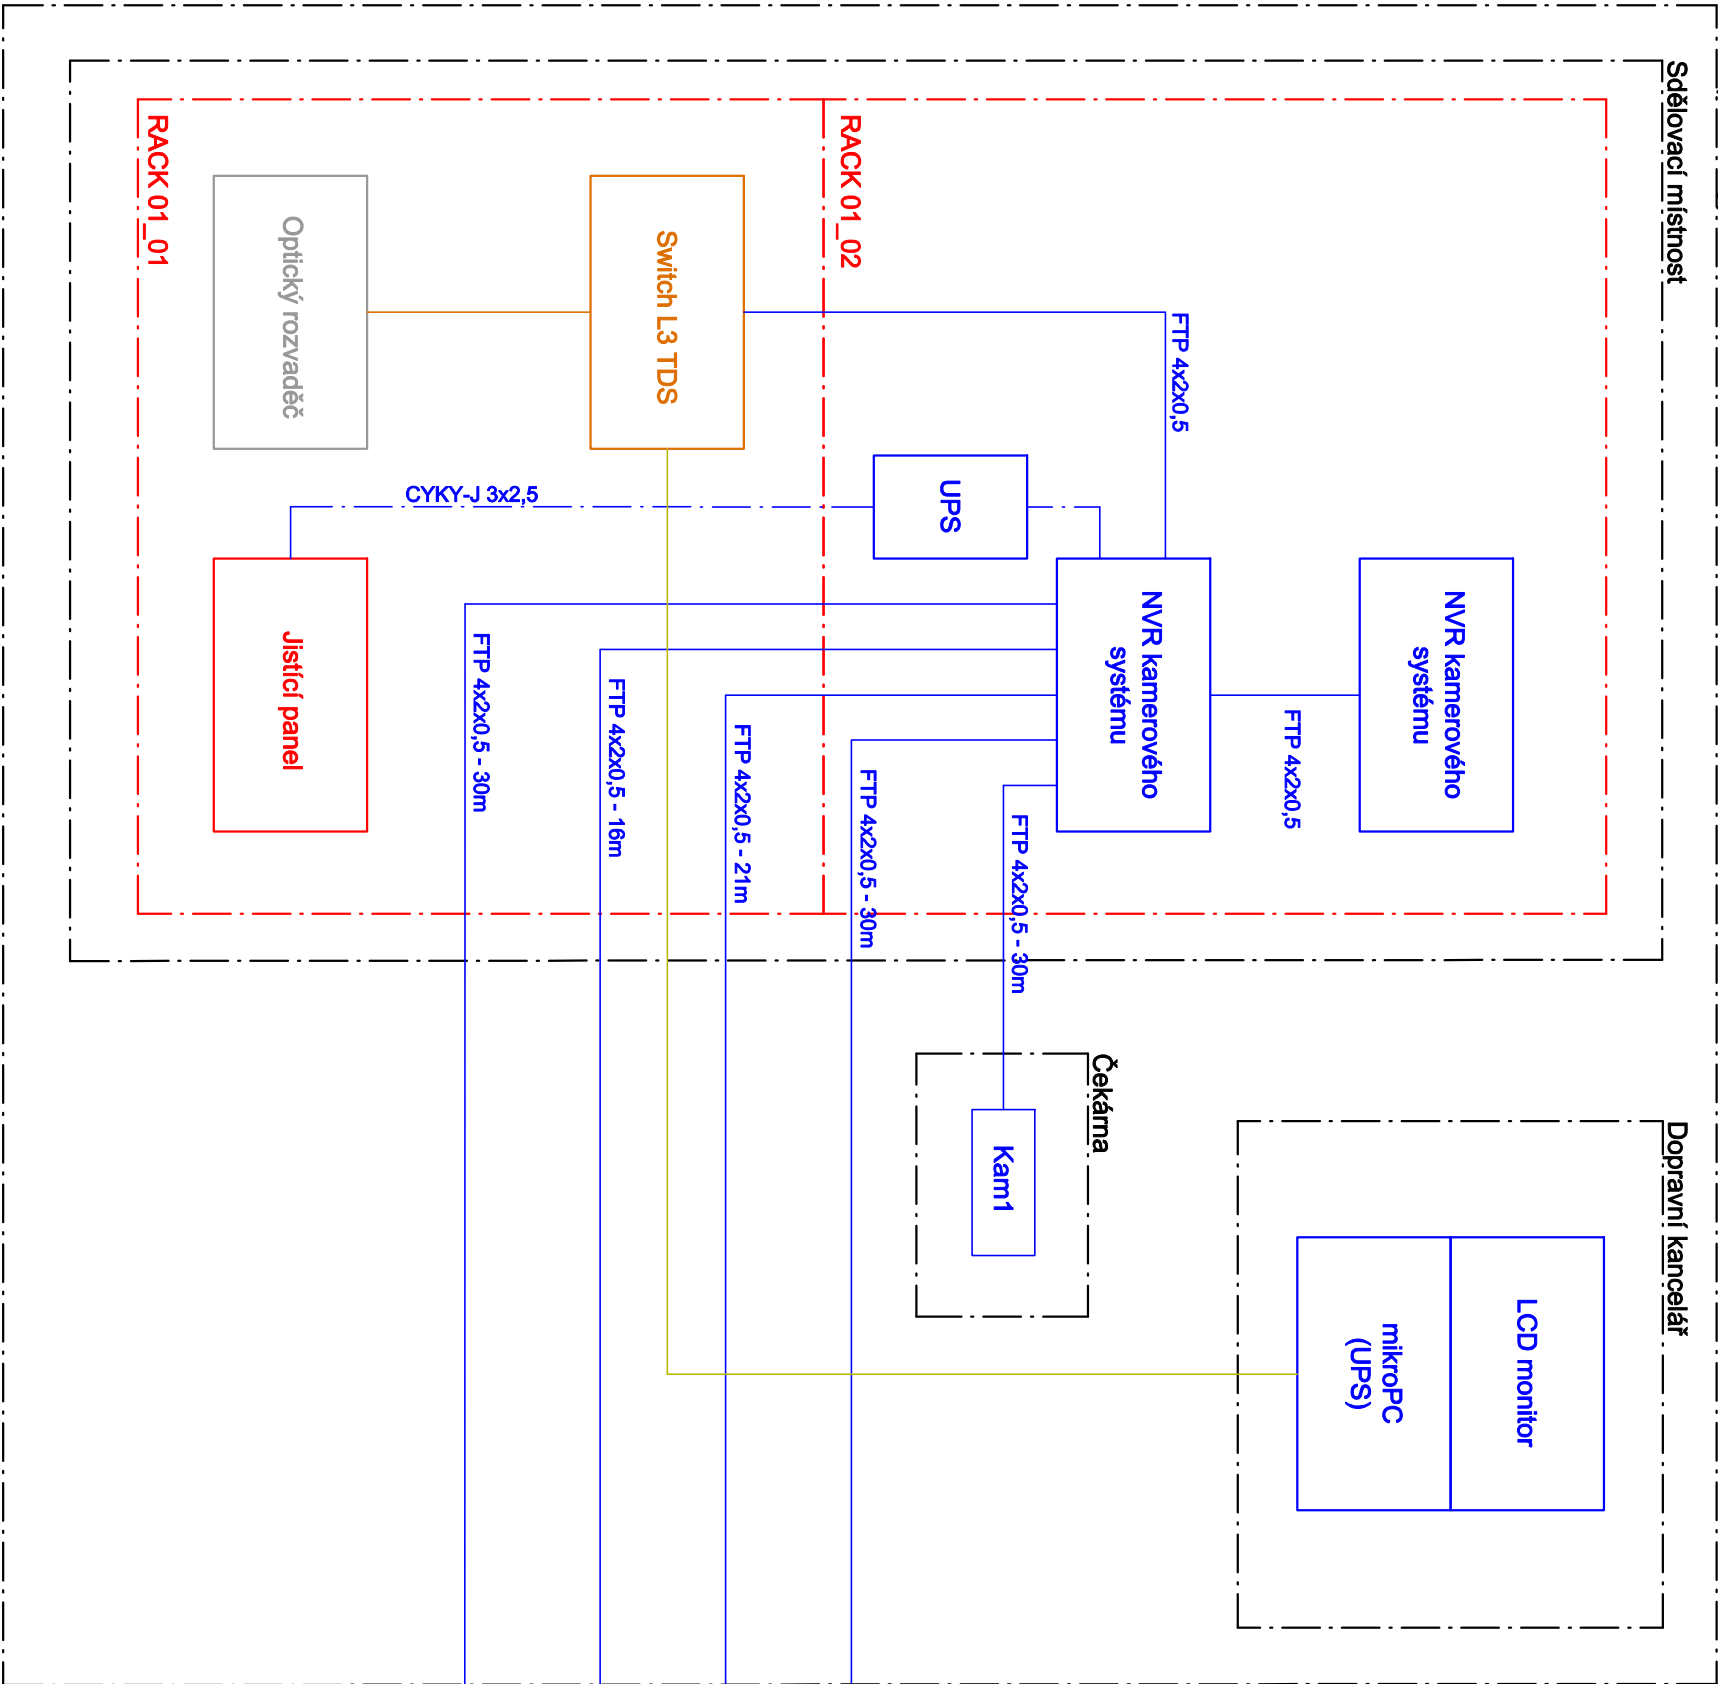 Sdělovací místnost
RACK 01_02
RACK 01_01
NVR kamerového
systému
FTP 4x2x0,5
NVR kamerového
systému
FTP 4x2x0,5
UPS
Switch L3 TDS
Optický rozvaděč
CYKY-J 3x2,5
Jistící panel
FTP 4x2x0,5 - 30m
FTP 4x2x0,5 - 30m
FTP 4x2x0,5 - 21m
FTP 4x2x0,5 - 16m
FTP 4x2x0,5 - 30m
Dopravní kancelář
LCD monitor
mikroPC
(UPS)
Čekárna
Kam1